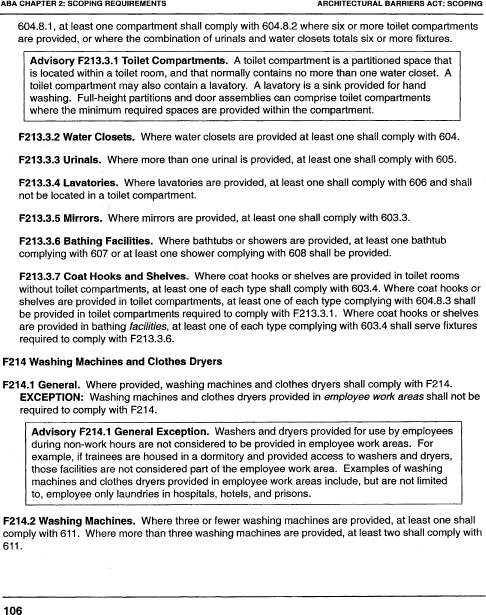 ABA CHAPTER 2: SCOPING REQUIREMENTS ARCHITECTURAL BARRIERS ACT: SCOPING
604.8.1, at least one compartment shall comply with 604.8.2 where six or more toilet compartments
are provided, or where the combination of urinals and water closets totals six or more fixtures.
Advisory F213.3.1 Toilet Compartments. A toilet compartment is a partitioned space that
is located within a toilet room, and that normally contains no more than one water closet. A
toilet compartment may also contain a lavatory. A lavatory is a sink provided for hand
washing. Full-height partitions and door assemblies can comprise toilet compartments
where the minimum required spaces are provided within the compartment.
F213.3.2 Water Closets. Where water closets are provided at least one shall comply with 604.
F213.3.3 Urinals. Where more than one urinal is provided, at least one shall comply with 605.
F213.3.4 Lavatories. Where lavatories are provided, at least one shall comply with 606 and shall
not be located in a toilet compartment.
F213.3.5 Mirrors. Where mirrors are provided, at least one shall comply with 603.3.
F213.3.6 Bathing Facilities. Where bathtubs or showers are provided, at least one bathtub
complying with 607 or at least one shower complying with 608 shall be provided.
F213.3.7 Coat Hooks and Shelves. Where coat hooks or shelves are provided in toilet rooms
without toilet compartments, at least one of each type shall comply with 603.4. Where coat hooks or
shelves are provided in toilet compartments, at least one of each type complying with 604.8.3 shall
be provided in toilet compartments required to comply with F213.3.1. Where coat hooks or shelves
are provided in bathing facilities, at least one of each type complying with 603.4 shall serve fixtures
required to comply with F213.3.6.
F214 Washing Machines and Clothes Dryers
F214.1 General. Where provided, washing machines and clothes dryers shall comply with F214.
EXCEPTION: Washing machines and clothes dryers provided in employee work areas shall not be
required to comply with F214.
Advisory F214.1 General Exception. Washers and dryers provided for use by employees
during non-work hours are not considered to be provided in employee work areas. For
example, if trainees are housed in a dormitory and provided access to washers and dryers,
those facilities are not considered part of the employee work area. Examples of washing
machines and clothes dryers provided in employee work areas include, but are not limited
to, employee only laundries in hospitals, hotels, and prisons.
F214.2 Washing Machines. Where three or fewer washing machines are provided, at least one shall
comply with 611. Where more than three washing machines are provided, at least two shall comply with
611.
106